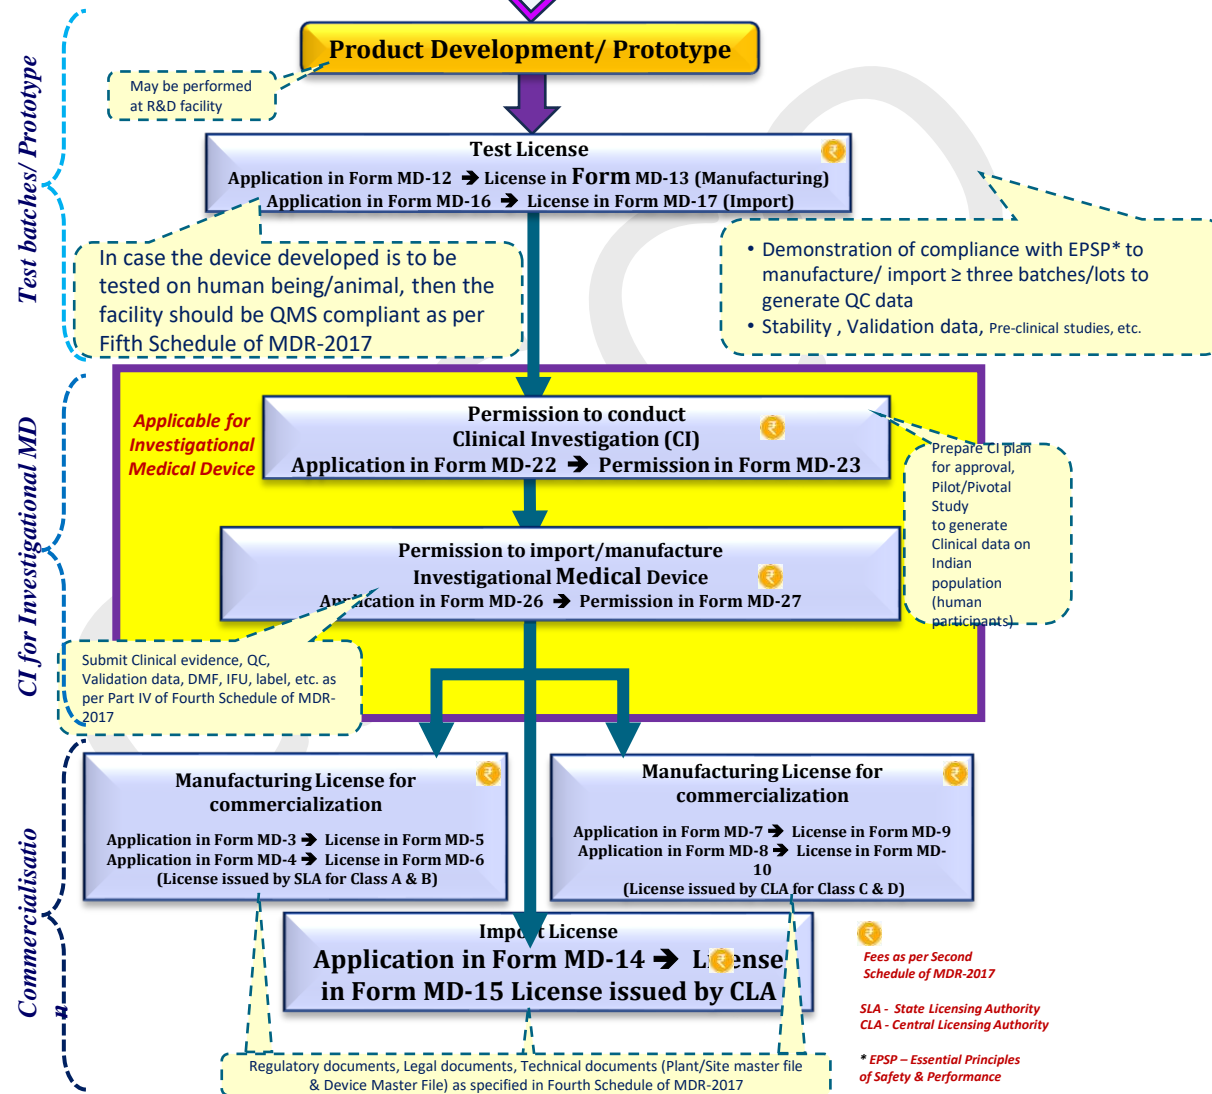 Product Development/ Prototype
May be performed
at R&D facility
Test batches/ Prototype
Test License
Application in Form MD-12 ➔ License in Form MD-13 (Manufacturing)
Application in Form MD-16 ➔ License in Form MD-17 (Import)
In case the device developed is to be
tested on human being/animal, then the
facility should be QMS compliant as per
Fifth Schedule of MDR-2017
• Demonstration of compliance with EPSP* to
manufacture/ import ≥ three batches/lots to
generate QC data
• Stability , Validation data, Pre-clinical studies, etc.
CI for Investigational MD
Applicable for
Investigational
Medical Device
Permission to conduct
Clinical Investigation (CI)
Application in Form MD-22 ➔ Permission in Form MD-23
Prepare CI plan
for approval,
Pilot/Pivotal
Study
to generate
Clinical data on
Indian
population
(human
participants)
Permission to import/manufacture
Investigational Medical Device
Application in Form MD-26 ➔ Permission in Form MD-27
Submit Clinical evidence, QC,
Validation data, DMF, IFU, label, etc. as
per Part IV of Fourth Schedule of MDR-
2017
Commercialisatio
n
Manufacturing License for
commercialization
Application in Form MD-3 ➔ License in Form MD-5
Application in Form MD-4 ➔ License in Form MD-6
(License issued by SLA for Class A & B)
Manufacturing License for
commercialization
Application in Form MD-7 ➔ License in Form MD-9
Application in Form MD-8 ➔ License in Form MD-
10
(License issued by CLA for Class C & D)
Import License
Application in Form MD-14 ➔ License
in Form MD-15 License issued by CLA
Regulatory documents, Legal documents, Technical documents (Plant/Site master file
& Device Master File) as specified in Fourth Schedule of MDR-2017
₹
Fees as per Second
Schedule of MDR-2017
SLA - State Licensing Authority
CLA - Central Licensing Authority
* EPSP – Essential Principles
of Safety & Performance